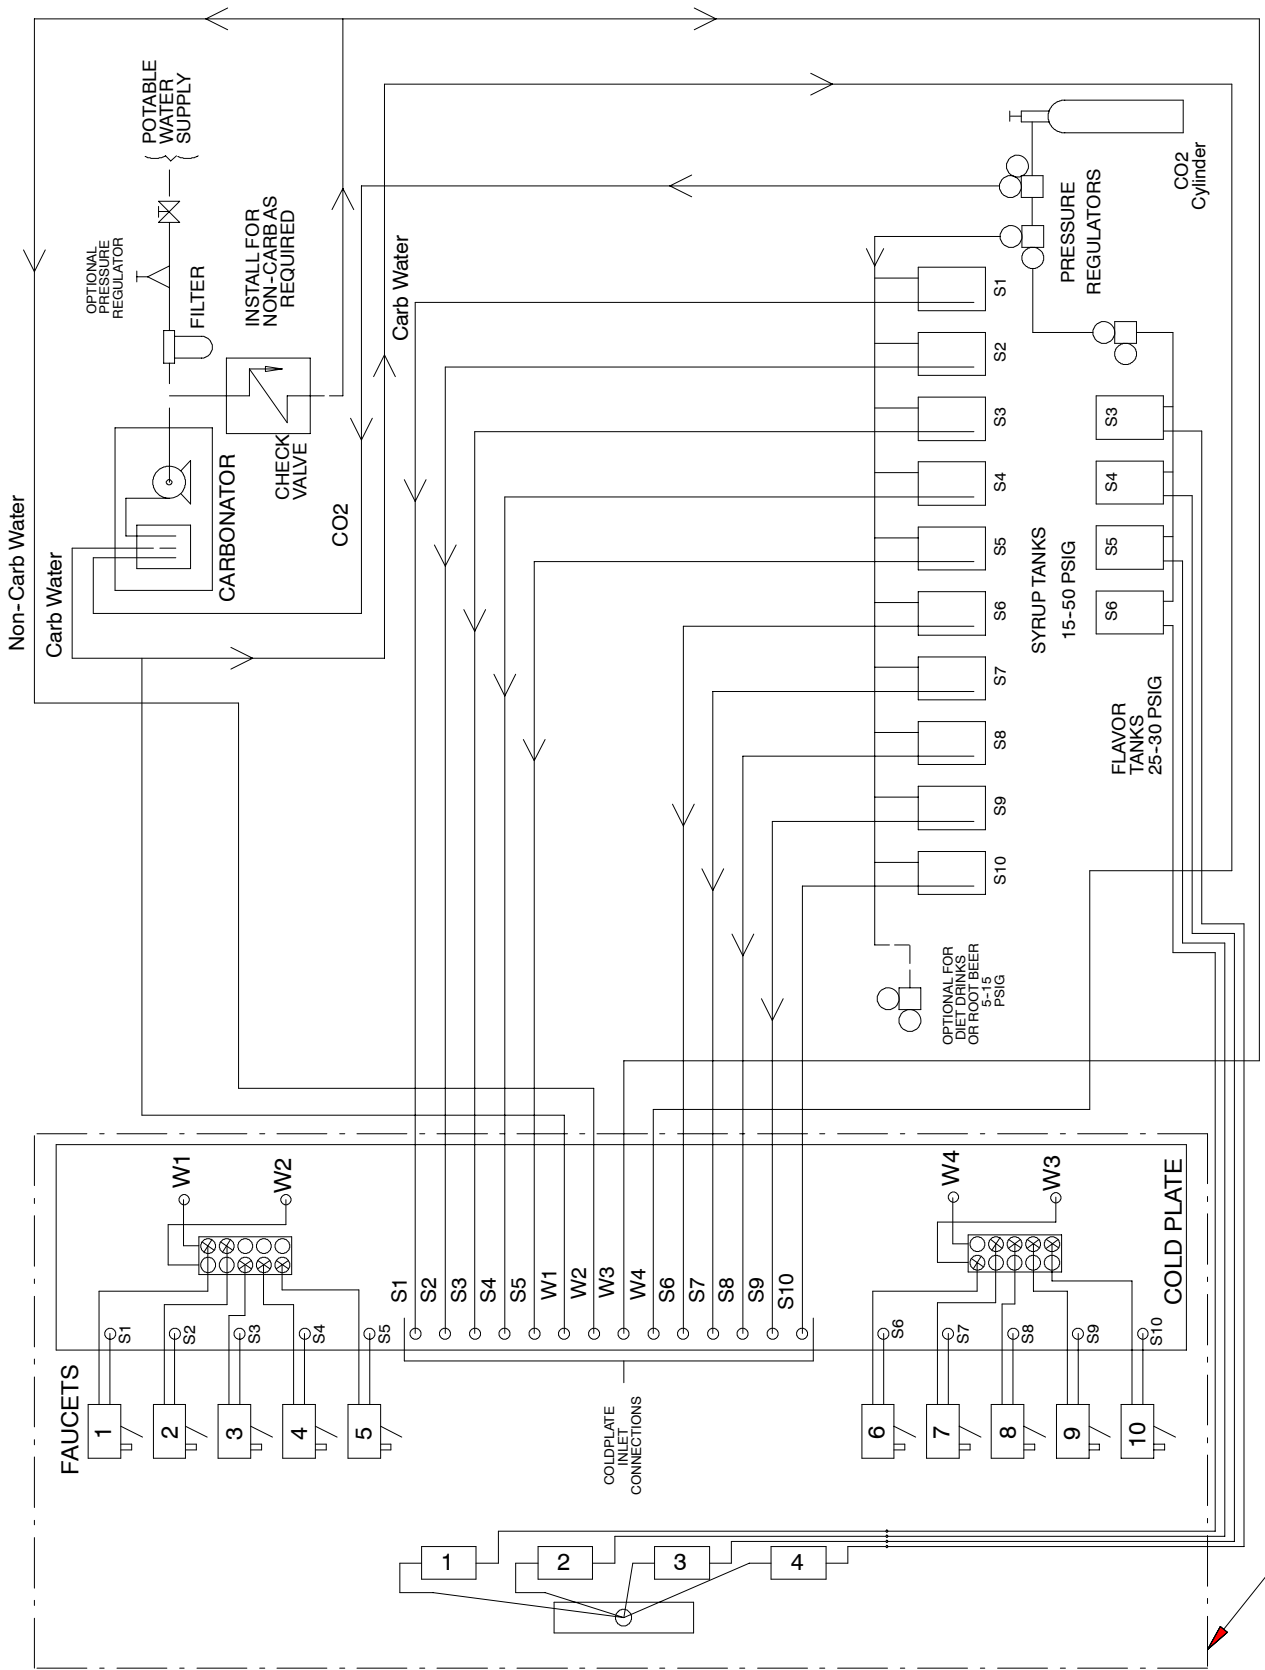 Non-Carb Water
Carb Water
POTABLE
WATER
SUPPLY
OPTIONAL
PRESSURE
REGULATOR
FILTER
INSTALL FOR
NON-CARB AS
REQUIRED
CHECK
VALVE
CARBONATOR
CO2
Carb Water
CO2
Cylinder
PRESSURE
REGULATORS
S1
S2
S3
S4
S5
S6
S7
S8
S9
S10
SYRUP TANKS
15-50 PSIG
S3
S4
S5
S6
FLAVOR
TANKS
25-30 PSIG
OPTIONAL FOR
DIET DRINKS
OR ROOT BEER
5-15
PSIG
W1
W2
W4
W3
COLD PLATE
S1
S2
S3
S4
S5
W1
W2
W3
W4
S6
S7
S8
S9
S10
COLDPLATE
INLET
CONNECTIONS
FAUCETS
S1
S2
S3
S4
S5
S6
S7
S8
S9
S10
1
2
3
4
5
6
7
8
9
10
1
2
3
4